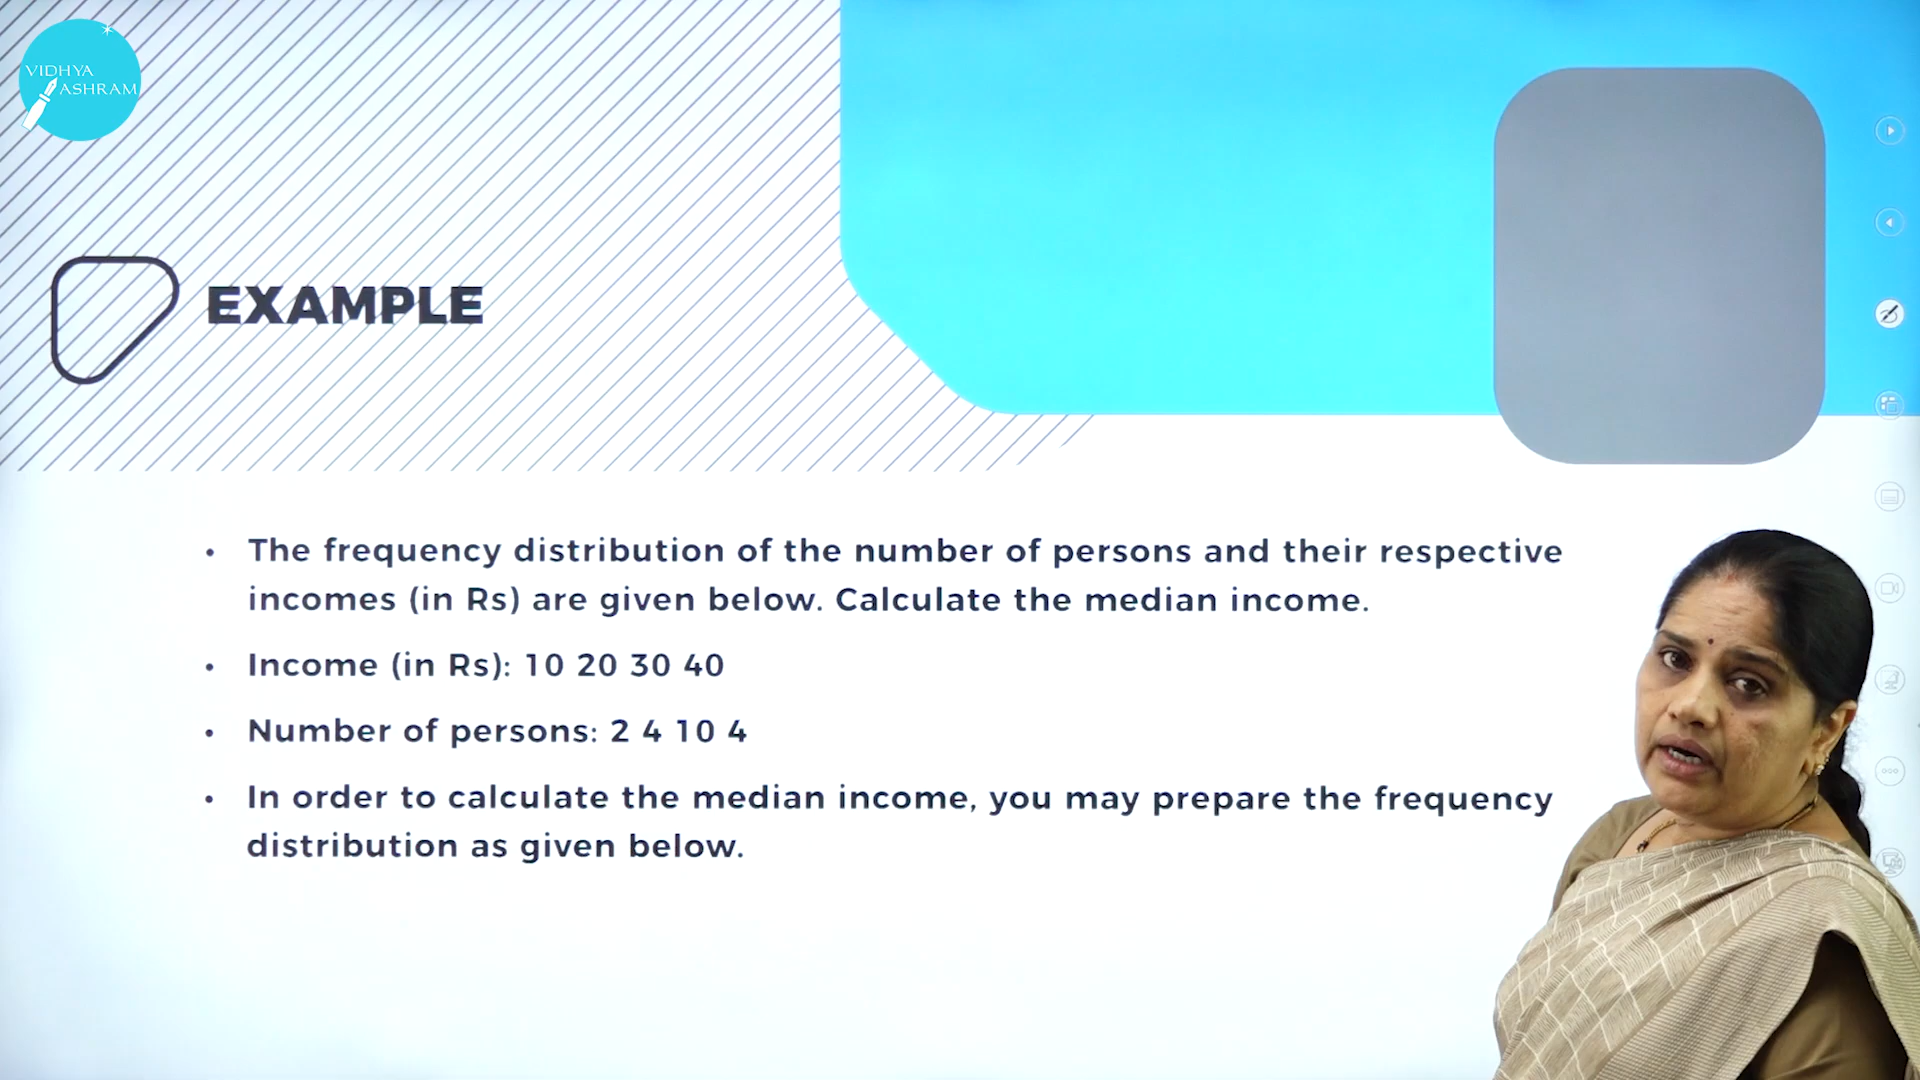 VIDHYA
ASHRAM
EXAMPLE
• The frequency distribution of the number of persons and their respective
incomes (in Rs) are given below. Calculate the median income.
• Income (in Rs): 10 20 30 40
• Number of persons: 2 4 10 4
• In order to calculate the median income, you may prepare the frequency
distribution as given below.